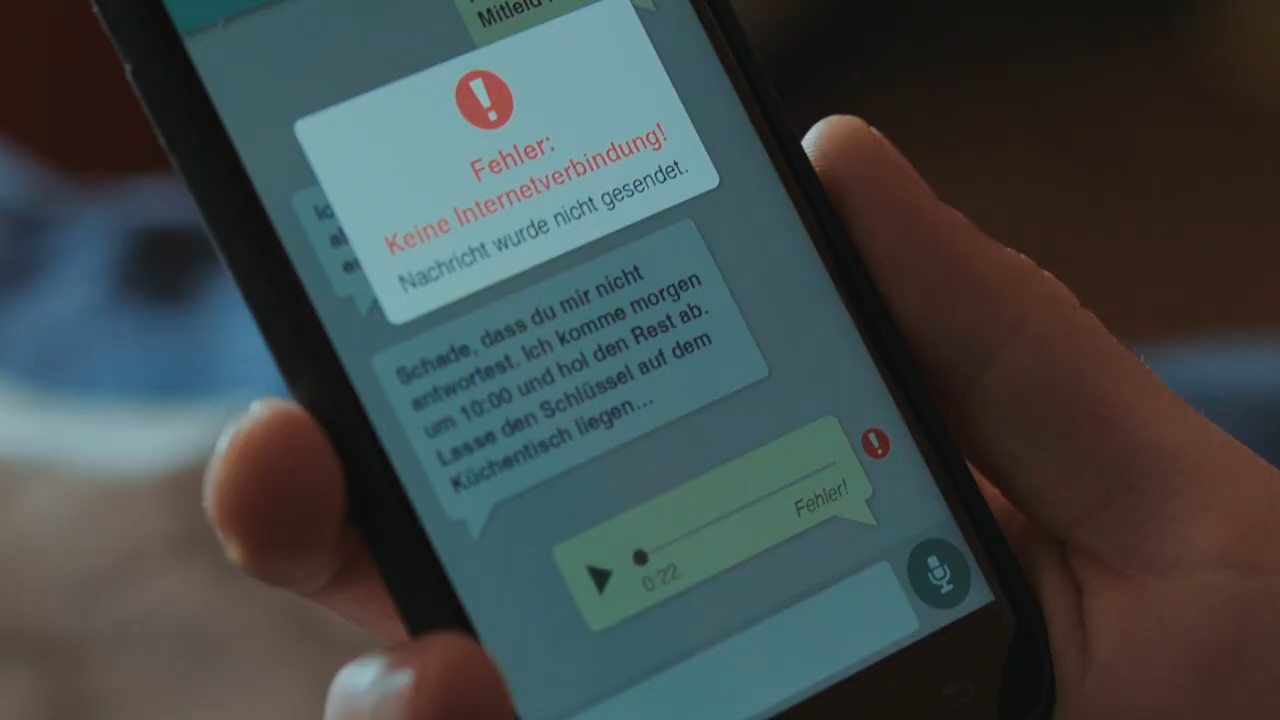 Mitleid
Fehler:
Keine Internetverbindung!
Nachricht wurde nicht gesendet.
Schade, dass du mir nicht
antwortest. Ich komme morgen
um 10:00 und hol den Rest ab.
Lasse den Schlüssel auf dem
Küchentisch liegen...
Fehler!
0:22